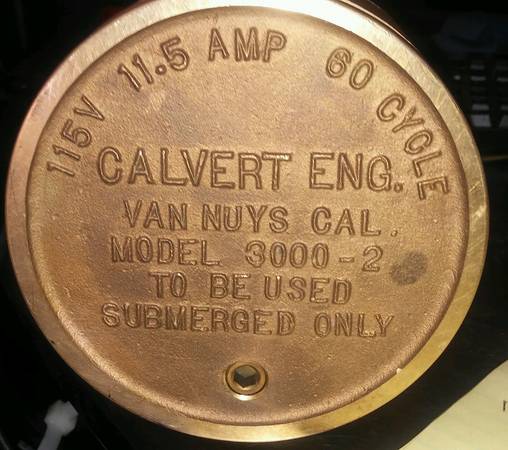 115V 11.5 AMP 60 CYCLE
CALVERT ENG.
VAN NUYS CAL.
MODEL 3000-2
TO BE USED
SUBMERGED ONLY